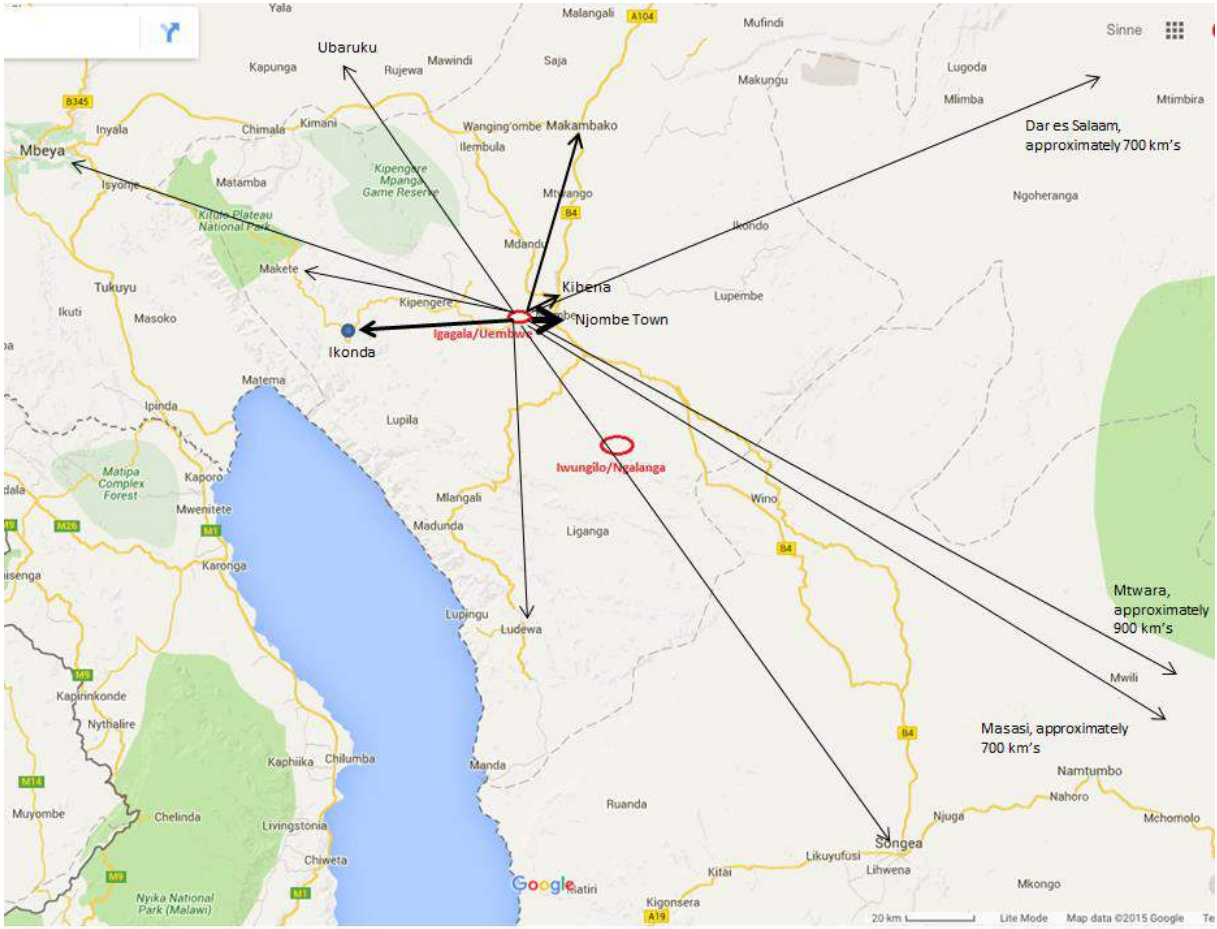 Yala
Malangali
A104
Mufindi
Sinne
Ubaruku
Kapunga
Rujewa
Mawindi
Saja
Makungu
Lugoda
Mlimba
Mtimbira
B345
Inyala
Chimala
Kimani
Wanging'ombe
Makambako
Ilembula
Dar es Salaam,
approximately 700 km's
Mbeya
Isyonje
Matamba
Kipengere
Mpanga
Game Reserve
Mtwango
Ngoheranga
B4
Kitulo Plateau
National Park
Ikondo
Mdandu
Makete
Tukuyu
Kibena
Lupembe
Kipengere
Ikuti
Masoko
Igagala/Uembwe
Njombe Town
Ikonda
Matema
Ipinda
Lupila
Matipa
Complex
Forest
Kaporo
Iwungilo/Ngalanga
Mwenitete
Mlangali
Wino
M9
M26
M1
Madunda
Liganga
B4
Karonga
Lupingu
Ludewa
Mtwara,
approximately
900 km's
M9
Kapirinkonde
Mwili
Nythalire
B4
Masasi, approximately
700 km's
Kaphiika
Chilumba
Manda
M14
Namtumbo
Ruanda
Nahoro
Muyombe
Chelinda
Livingstonia
Njuga
Mchomolo
Songea
Chiweta
Likuyufusi
Lihwena
Kitai
M9
Nyika National
Park (Malawi)
M1
Google
Mkongo
Kigonsera
A19
20 km
Lite Mode
Map data ©2015 Google